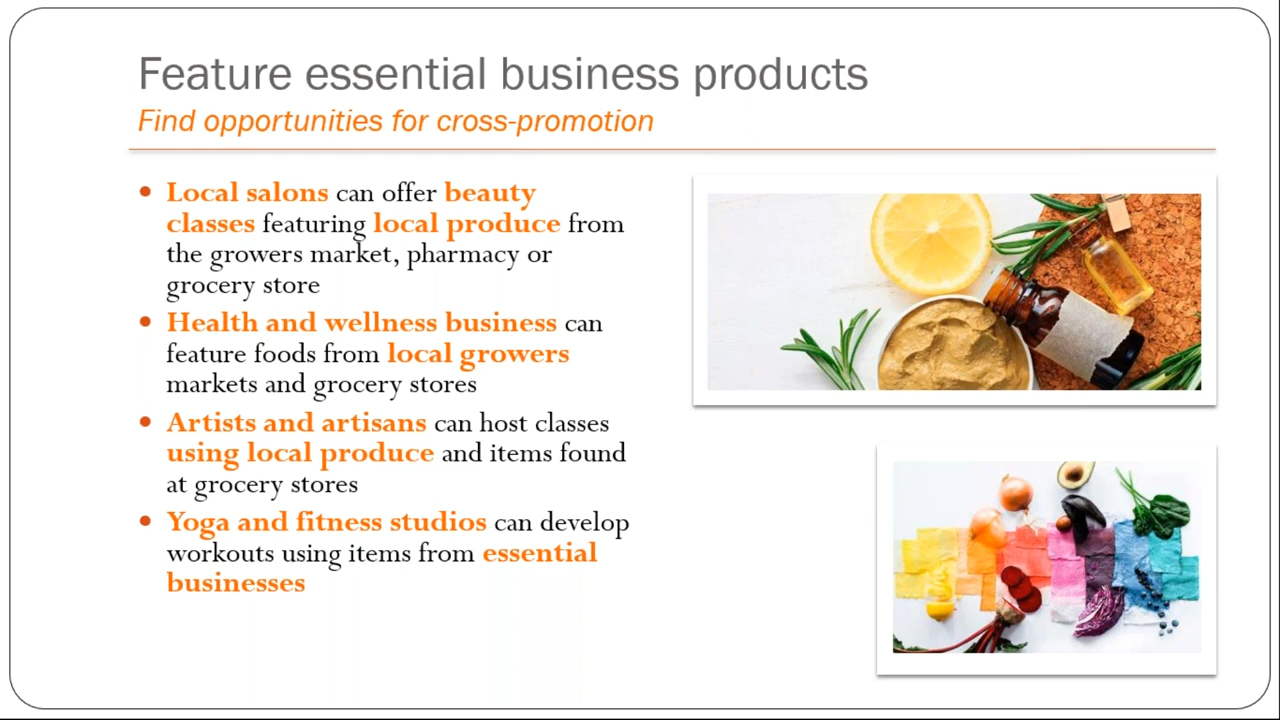 Feature essential business products
Find opportunities for cross-promotion
• Local salons can offer beauty
classes featuring local produce from
the growers market, pharmacy or
grocery store
• Health and wellness business can
feature foods from local growers
markets and grocery stores
• Artists and artisans can host classes
using local produce and items found
at grocery stores
• Yoga and fitness studios can develop
workouts using items from essential
businesses